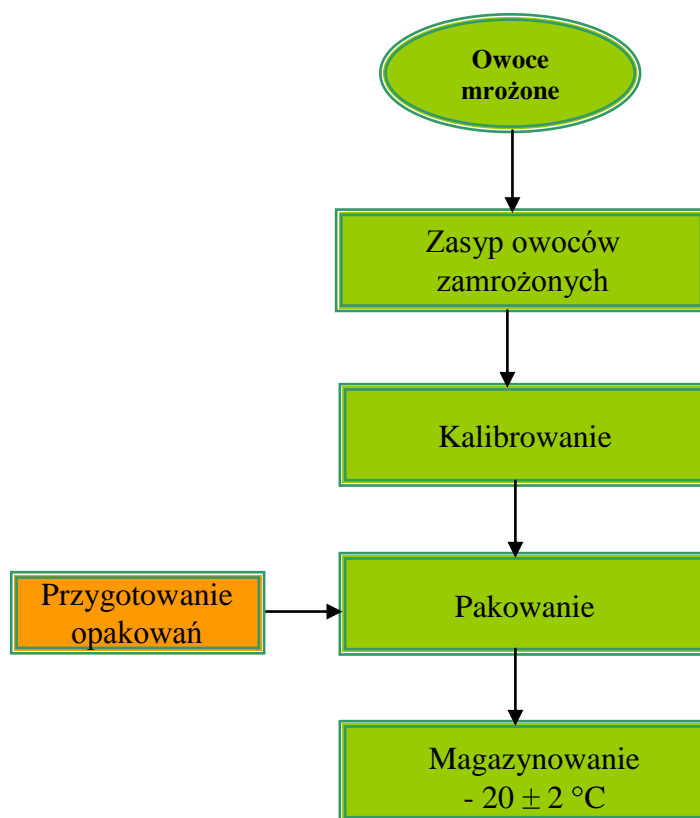 Owoce
mrożone
Zasyp owoców
zamrożonych
Kalibrowanie
Przygotowanie
opakowań
Pakowanie
Magazynowanie
- 20 ± 2 °C